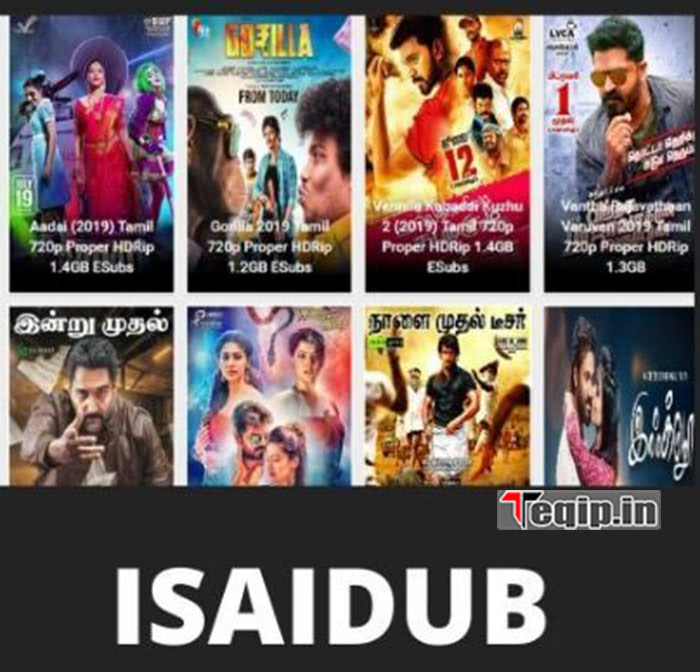 GORILLA
FROM TODAY
JULY
19
12
LYCA
1
Aadai (2019) Tamil
720p Proper HDRip
1.4GB ESubs
Gorilla 2019 Tamil
720p Proper HDRip
1.2GB ESubs
Vennila Kabaddi Kuzhu
2 (2019) Tamil 720p
Proper HDRip 1.4GB
ESubs
Vantha Rajavathaan
Varuven 2019 Tamil
720p Proper HDRip
1.3GB
இன்று முதல்
நாளை முதல் டீசர்
Teqip.in
ISAIDUB